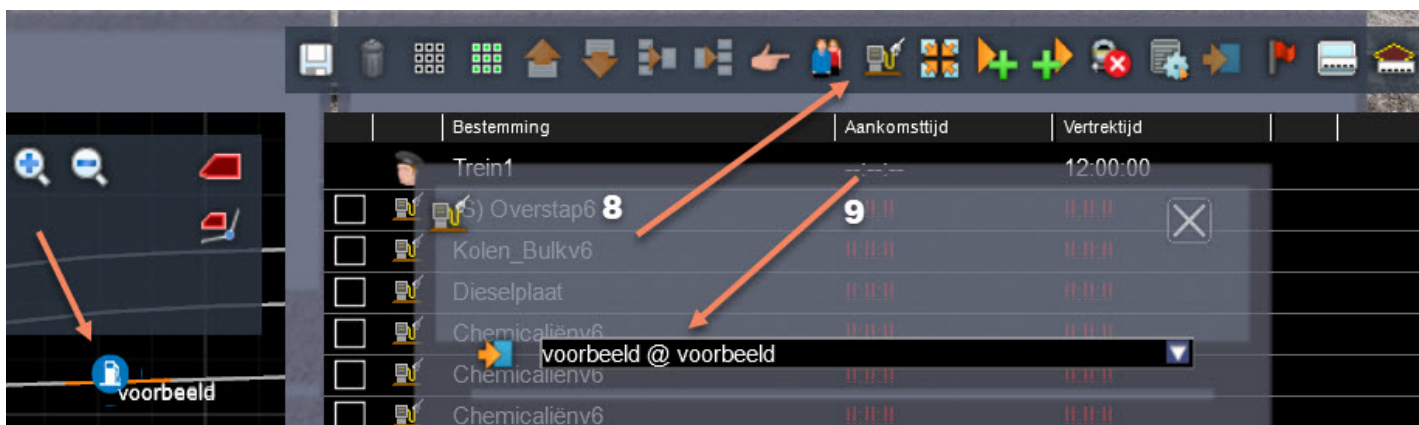 Bestemming Aankomsttijd Vertrektijd
Trein1 --:--:-- 12:00:00
(S) Overstap6 8 9
Kolen_Bulkv6
Dieselplaat
Chemicaliënv6
voorbeeld @ voorbeeld
Chemicaliënv6
voorbeeld
Chemicaliënv6